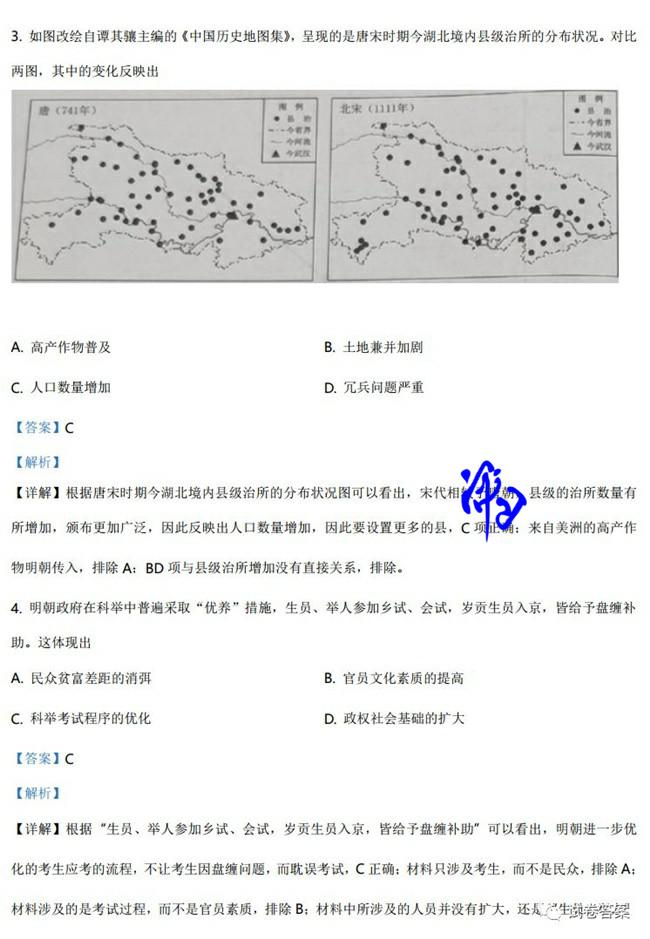 3. 如图改绘自谭其骧主编的《中国历史地图集》，呈现的是唐宋时期今湖北境内县级治所的分布状况。对比
两图，其中的变化反映出
唐（741年）
图 例
县 治
今省界
今河流
今武汉
北宋（1111年）
图 例
县 治
今省界
今河流
今武汉
A. 高产作物普及
B. 土地兼并加剧
C. 人口数量增加
D. 冗兵问题严重
【答案】C
【解析】
【详解】根据唐宋时期今湖北境内县级治所的分布状况图可以看出，宋代相 朝，县级的治所数量有
所增加，颁布更加广泛，因此反映出人口数量增加，因此要设置更多的县，C 项正确；来自美洲的高产作
物明朝传入，排除 A；BD 项与县级治所增加没有直接关系，排除。
4. 明朝政府在科举中普遍采取“优养”措施，生员、举人参加乡试、会试，岁贡生员入京，皆给予盘缠补
助。这体现出
A. 民众贫富差距的消弭
B. 官员文化素质的提高
C. 科举考试程序的优化
D. 政权社会基础的扩大
【答案】C
【解析】
【详解】根据“生员、举人参加乡试、会试，岁贡生员入京，皆给予盘缠补助”可以看出，明朝进一步优
化的考生应考的流程，不让考生因盘缠问题，而耽误考试，C 正确；材料只涉及考生，而不是民众，排除 A；
材料涉及的是考试过程，而不是官员素质，排除 B；材料中所涉及的人员并没有扩大，还是
试卷答案